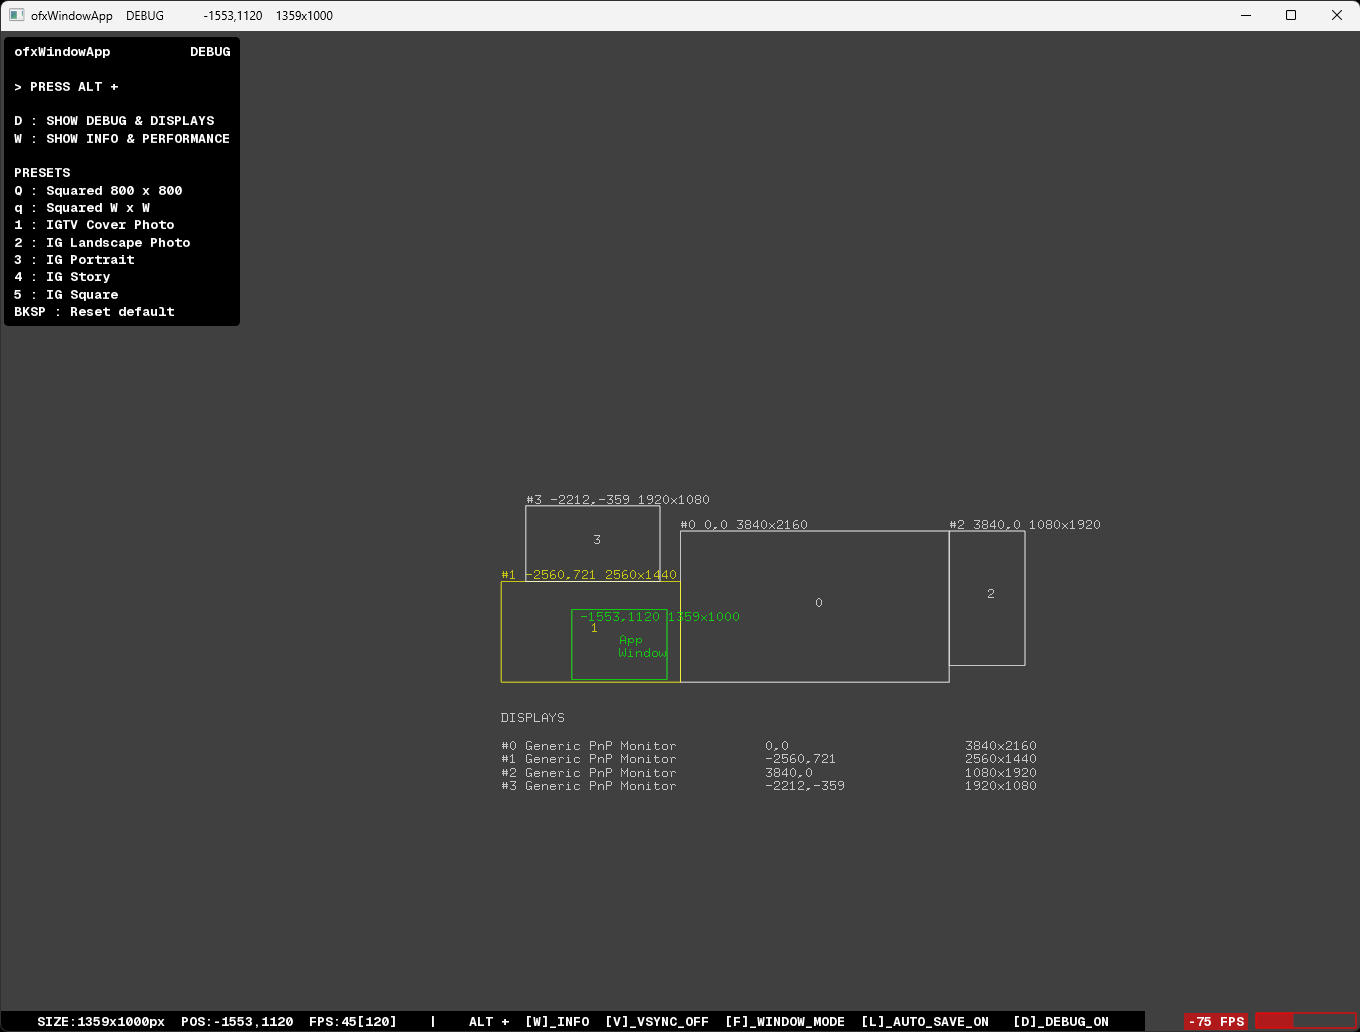 ofxWindowApp DEBUG -1553,1120 1359x1000
ofxWindowApp DEBUG
> PRESS ALT +
D : SHOW DEBUG & DISPLAYS
W : SHOW INFO & PERFORMANCE
PRESETS
Q : Squared 800 x 800
q : Squared W x W
1 : IGTV Cover Photo
2 : IG Landscape Photo
3 : IG Portrait
4 : IG Story
5 : IG Square
BKSP : Reset default
#3 -2212,-359 1920x1080
3
#0 0,0 3840x2160
#2 3840,0 1080x1920
#1 -2560,721 2560x1440
0
2
-1553,1120 1359x1000
1
App
Window
DISPLAYS
#0 Generic PnP Monitor 0,0 3840x2160
#1 Generic PnP Monitor -2560,721 2560x1440
#2 Generic PnP Monitor 3840,0 1080x1920
#3 Generic PnP Monitor -2212,-359 1920x1080
SIZE:1359x1000px POS:-1553,1120 FPS:45[120] | ALT + [W]_INFO [V]_VSYNC_OFF [F]_WINDOW_MODE [L]_AUTO_SAVE_ON [D]_DEBUG_ON -75 FPS